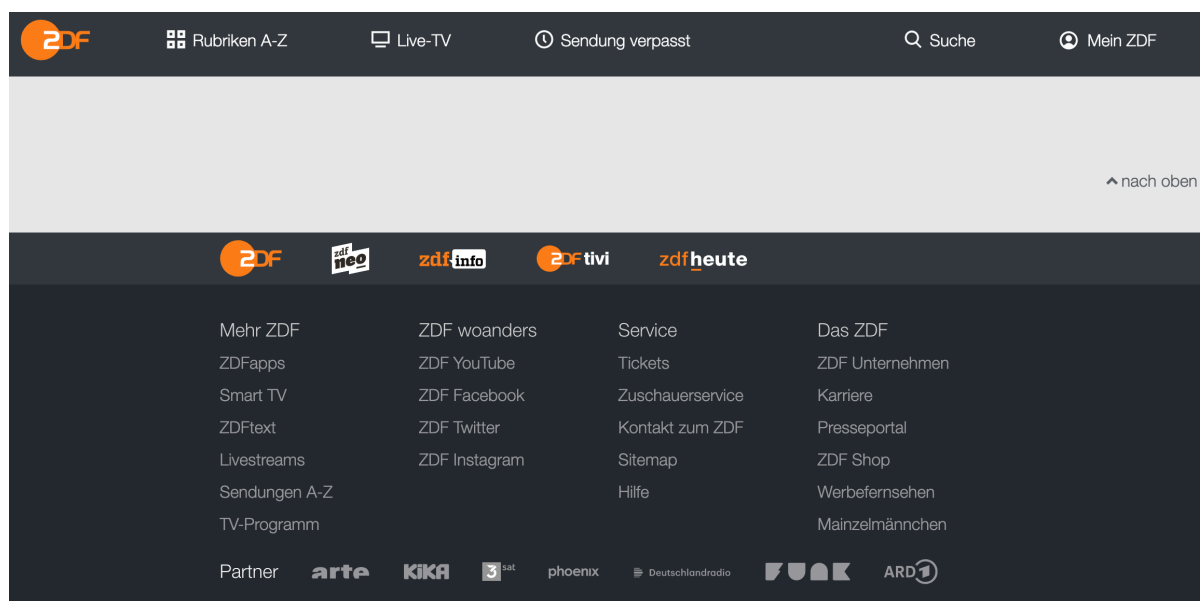 ZDF Rubriken A-Z Live-TV Sendung verpasst Suche Mein ZDF
nach oben
ZDF zdf neo zdf info ZDF tivi zdfheute
Mehr ZDF ZDF woanders Service Das ZDF
ZDFapps ZDF YouTube Tickets ZDF Unternehmen
Smart TV ZDF Facebook Zuschauerservice Karriere
ZDFtext ZDF Twitter Kontakt zum ZDF Presseportal
Livestreams ZDF Instagram Sitemap ZDF Shop
Sendungen A-Z Hilfe Werbefernsehen
TV-Programm Mainzelmännchen
Partner arte KiKA 3sat phoenix Deutschlandradio FUNK ARD 1